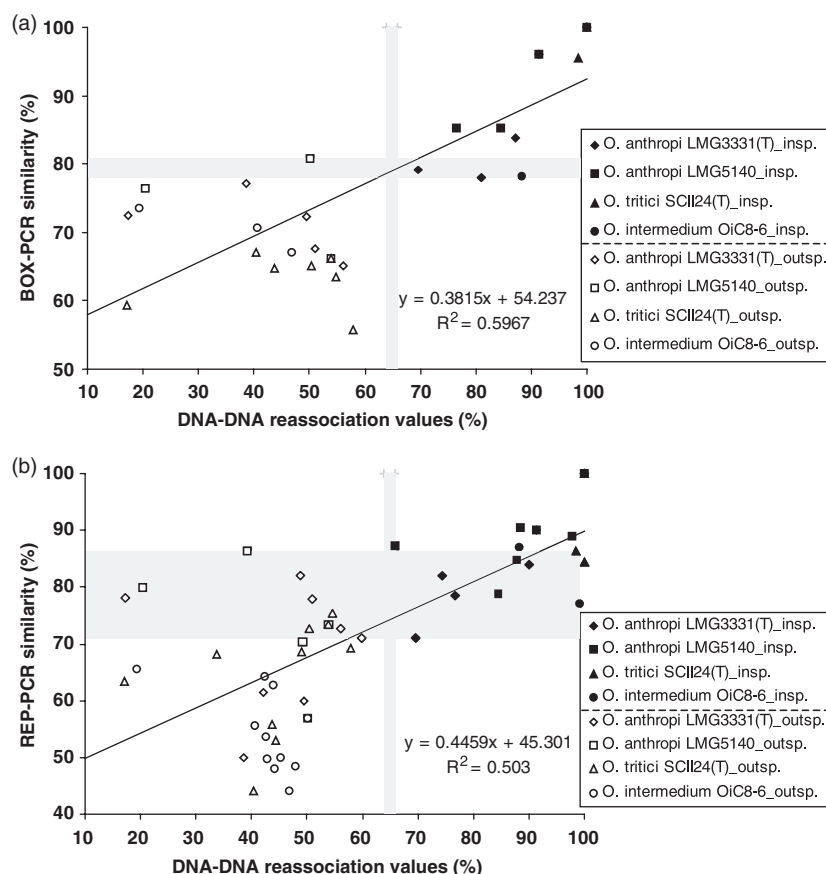 (a)
100
90
80
70
60
50
BOX-PCR similarity (%)
10 20 30 40 50 60 70 80 90 100
DNA-DNA reassociation values (%)
y = 0.3815x + 54.237
R2 = 0.5967
O. anthropi LMG3331(T)_insp.
O. anthropi LMG5140_insp.
O. tritici SCII24(T)_insp.
O. intermedium OiC8-6_insp.
O. anthropi LMG3331(T)_outsp.
O. anthropi LMG5140_outsp.
O. tritici SCII24(T)_outsp.
O. intermedium OiC8-6_outsp.
(b)
100
90
80
70
60
50
40
REP-PCR similarity (%)
10 20 30 40 50 60 70 80 90 100
DNA-DNA reassociation values (%)
y = 0.4459x + 45.301
R2 = 0.503
O. anthropi LMG3331(T)_insp.
O. anthropi LMG5140_insp.
O. tritici SCII24(T)_insp.
O. intermedium OiC8-6_insp.
O. anthropi LMG3331(T)_outsp.
O. anthropi LMG5140_outsp.
O. tritici SCII24(T)_outsp.
O. intermedium OiC8-6_outsp.